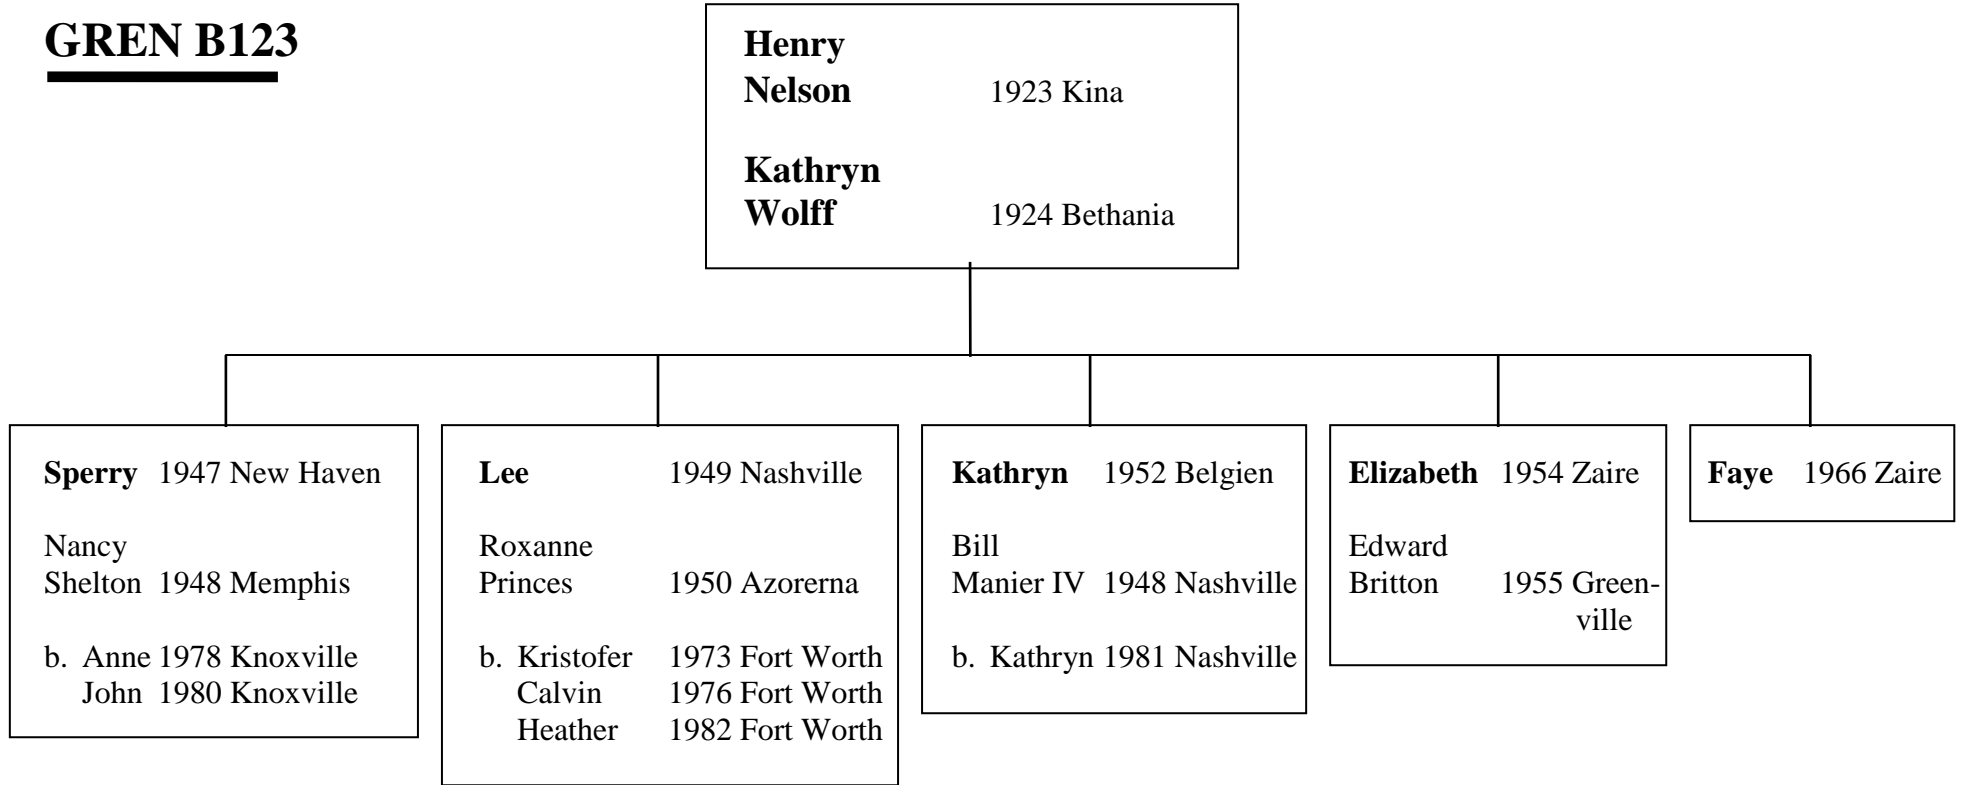 GREN B123
Henry
Nelson 1923 Kina
Kathryn
Wolff 1924 Bethania
Sperry 1947 New Haven
Nancy
Shelton 1948 Memphis
b. Anne 1978 Knoxville
John 1980 Knoxville
Lee 1949 Nashville
Roxanne
Princes 1950 Azorerna
b. Kristofer 1973 Fort Worth
Calvin 1976 Fort Worth
Heather 1982 Fort Worth
Kathryn 1952 Belgien
Bill
Manier IV 1948 Nashville
b. Kathryn 1981 Nashville
Elizabeth 1954 Zaire
Edward
Britton 1955 Green-
ville
Faye 1966 Zaire